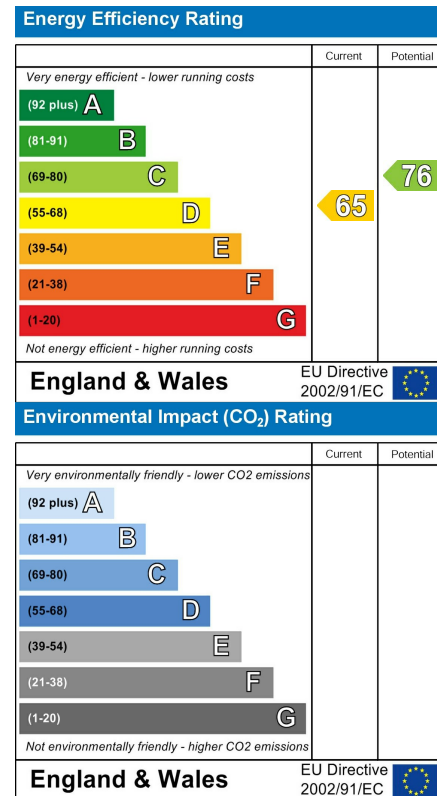 Energy Efficiency Rating
Current Potential
Very energy efficient - lower running costs
(92 plus) A
(81-91) B
(69-80) C
(55-68) D
(39-54) E
(21-38) F
(1-20) G
65
76
Not energy efficient - higher running costs
England & Wales
EU Directive
2002/91/EC
Environmental Impact (CO₂) Rating
Current Potential
Very environmentally friendly - lower CO2 emissions
(92 plus) A
(81-91) B
(69-80) C
(55-68) D
(39-54) E
(21-38) F
(1-20) G
Not environmentally friendly - higher CO2 emissions
England & Wales
EU Directive
2002/91/EC